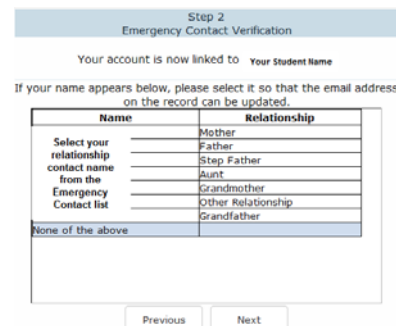 Step 2
Emergency Contact Verification
Your account is now linked to Your Student Name
If your name appears below, please select it so that the email address
on the record can be updated.
Name Relationship
Select your
relationship
contact name
from the
Emergency
Contact list
Mother
Father
Step Father
Aunt
Grandmother
Other Relationship
Grandfather
None of the above
Previous Next